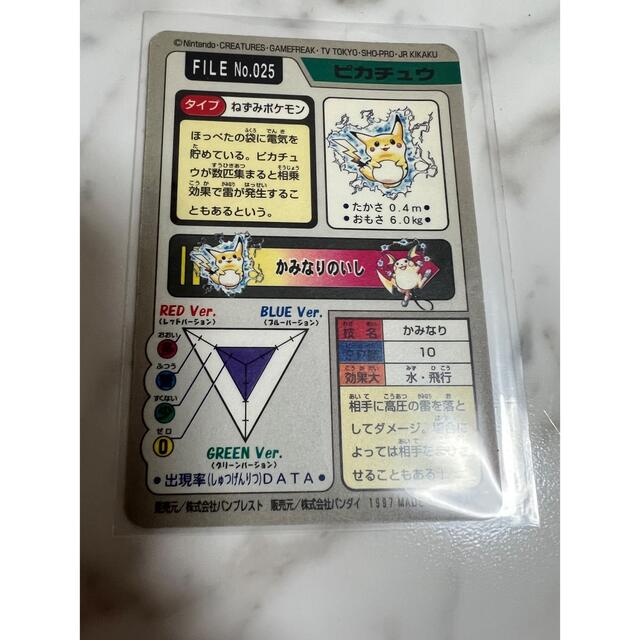 ©Nintendo・CREATURES・GAMEFREAK・TV TOKYO・SHO-PRO・JR KIKAKU
FILE No.025
ピカチュウ
タイプ ねずみポケモン
ほっぺたの袋に電気を
貯めている。ピカチュ
ウが数匹集まると相乗
効果で雷が発生するこ
ともあるという。
・たかさ 0.4m・
・おもさ 6.0kg・
かみなりのいし
RED Ver.
(レッドバージョン)
BLUE Ver.
(ブルーバージョン)
おおい
ふつう
すくない
少
ゼロ
0
GREEN Ver.
(グリーンバージョン)
・出現率(しゅつげんりつ)DATA・
技名 かみなり
10
効果大 水・飛行
相手に高圧の雷を落と
してダメージ。場合に
よっては相手を
せることもある
販売元/株式会社バンプレスト 販売元/株式会社バンダイ 1997 MADE